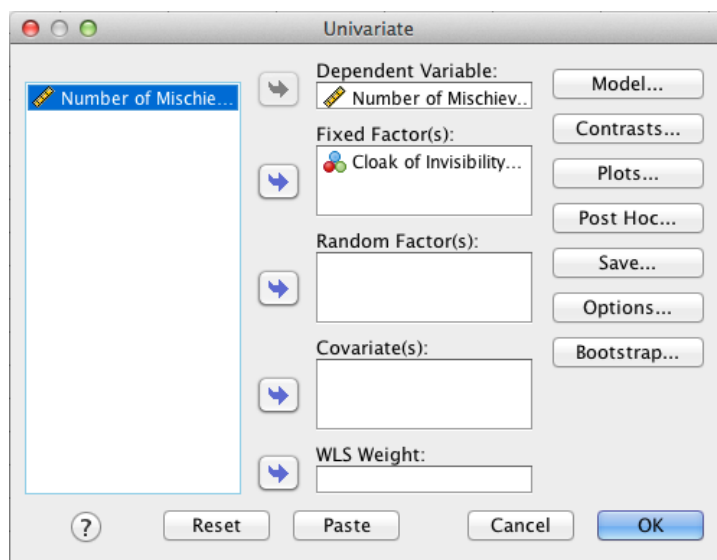 Univariate
Number of Mischie...
Dependent Variable:
Number of Mischiev..
Fixed Factor(s):
Cloak of Invisibility...
Random Factor(s):
Covariate(s):
WLS Weight:
Model...
Contrasts...
Plots...
Post Hoc...
Save...
Options...
Bootstrap...
?
Reset
Paste
Cancel
OK